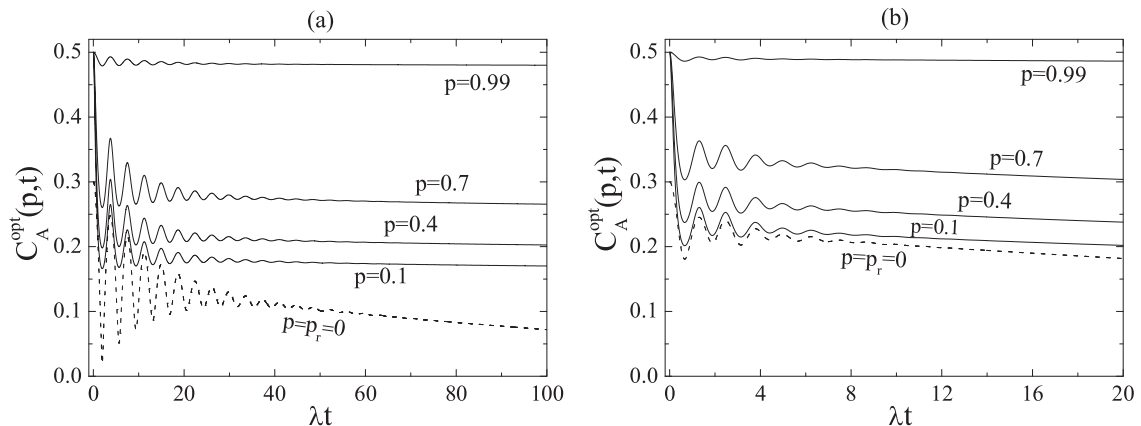 (a)
0.5
0.4
0.3
0.2
0.1
0.0
C_A^opt(p,t)
p=0.99
p=0.7
p=0.4
p=0.1
p=p_r=0
0 20 40 60 80 100
λt
(b)
0.5
0.4
0.3
0.2
0.1
0.0
C_A^opt(p,t)
p=0.99
p=0.7
p=0.4
p=0.1
p=p_r=0
0 4 8 12 16 20
λt